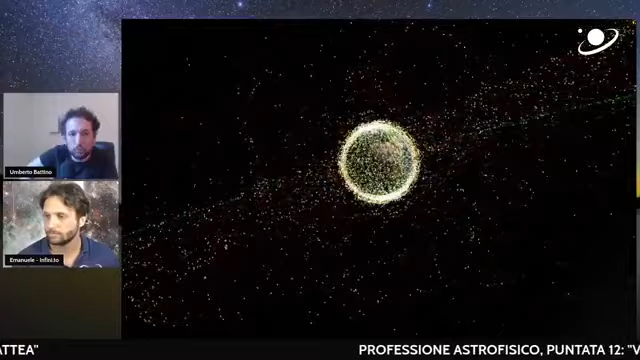 Umberto Battino
Emanuele - Infini.to
ATTEA" PROFESSIONE ASTROFISICO, PUNTATA 12: "V